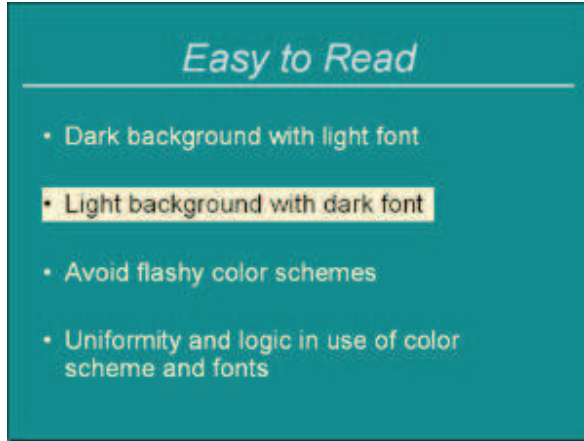 Easy to Read
• Dark background with light font
• Light background with dark font
• Avoid flashy color schemes
• Uniformity and logic in use of color
scheme and fonts